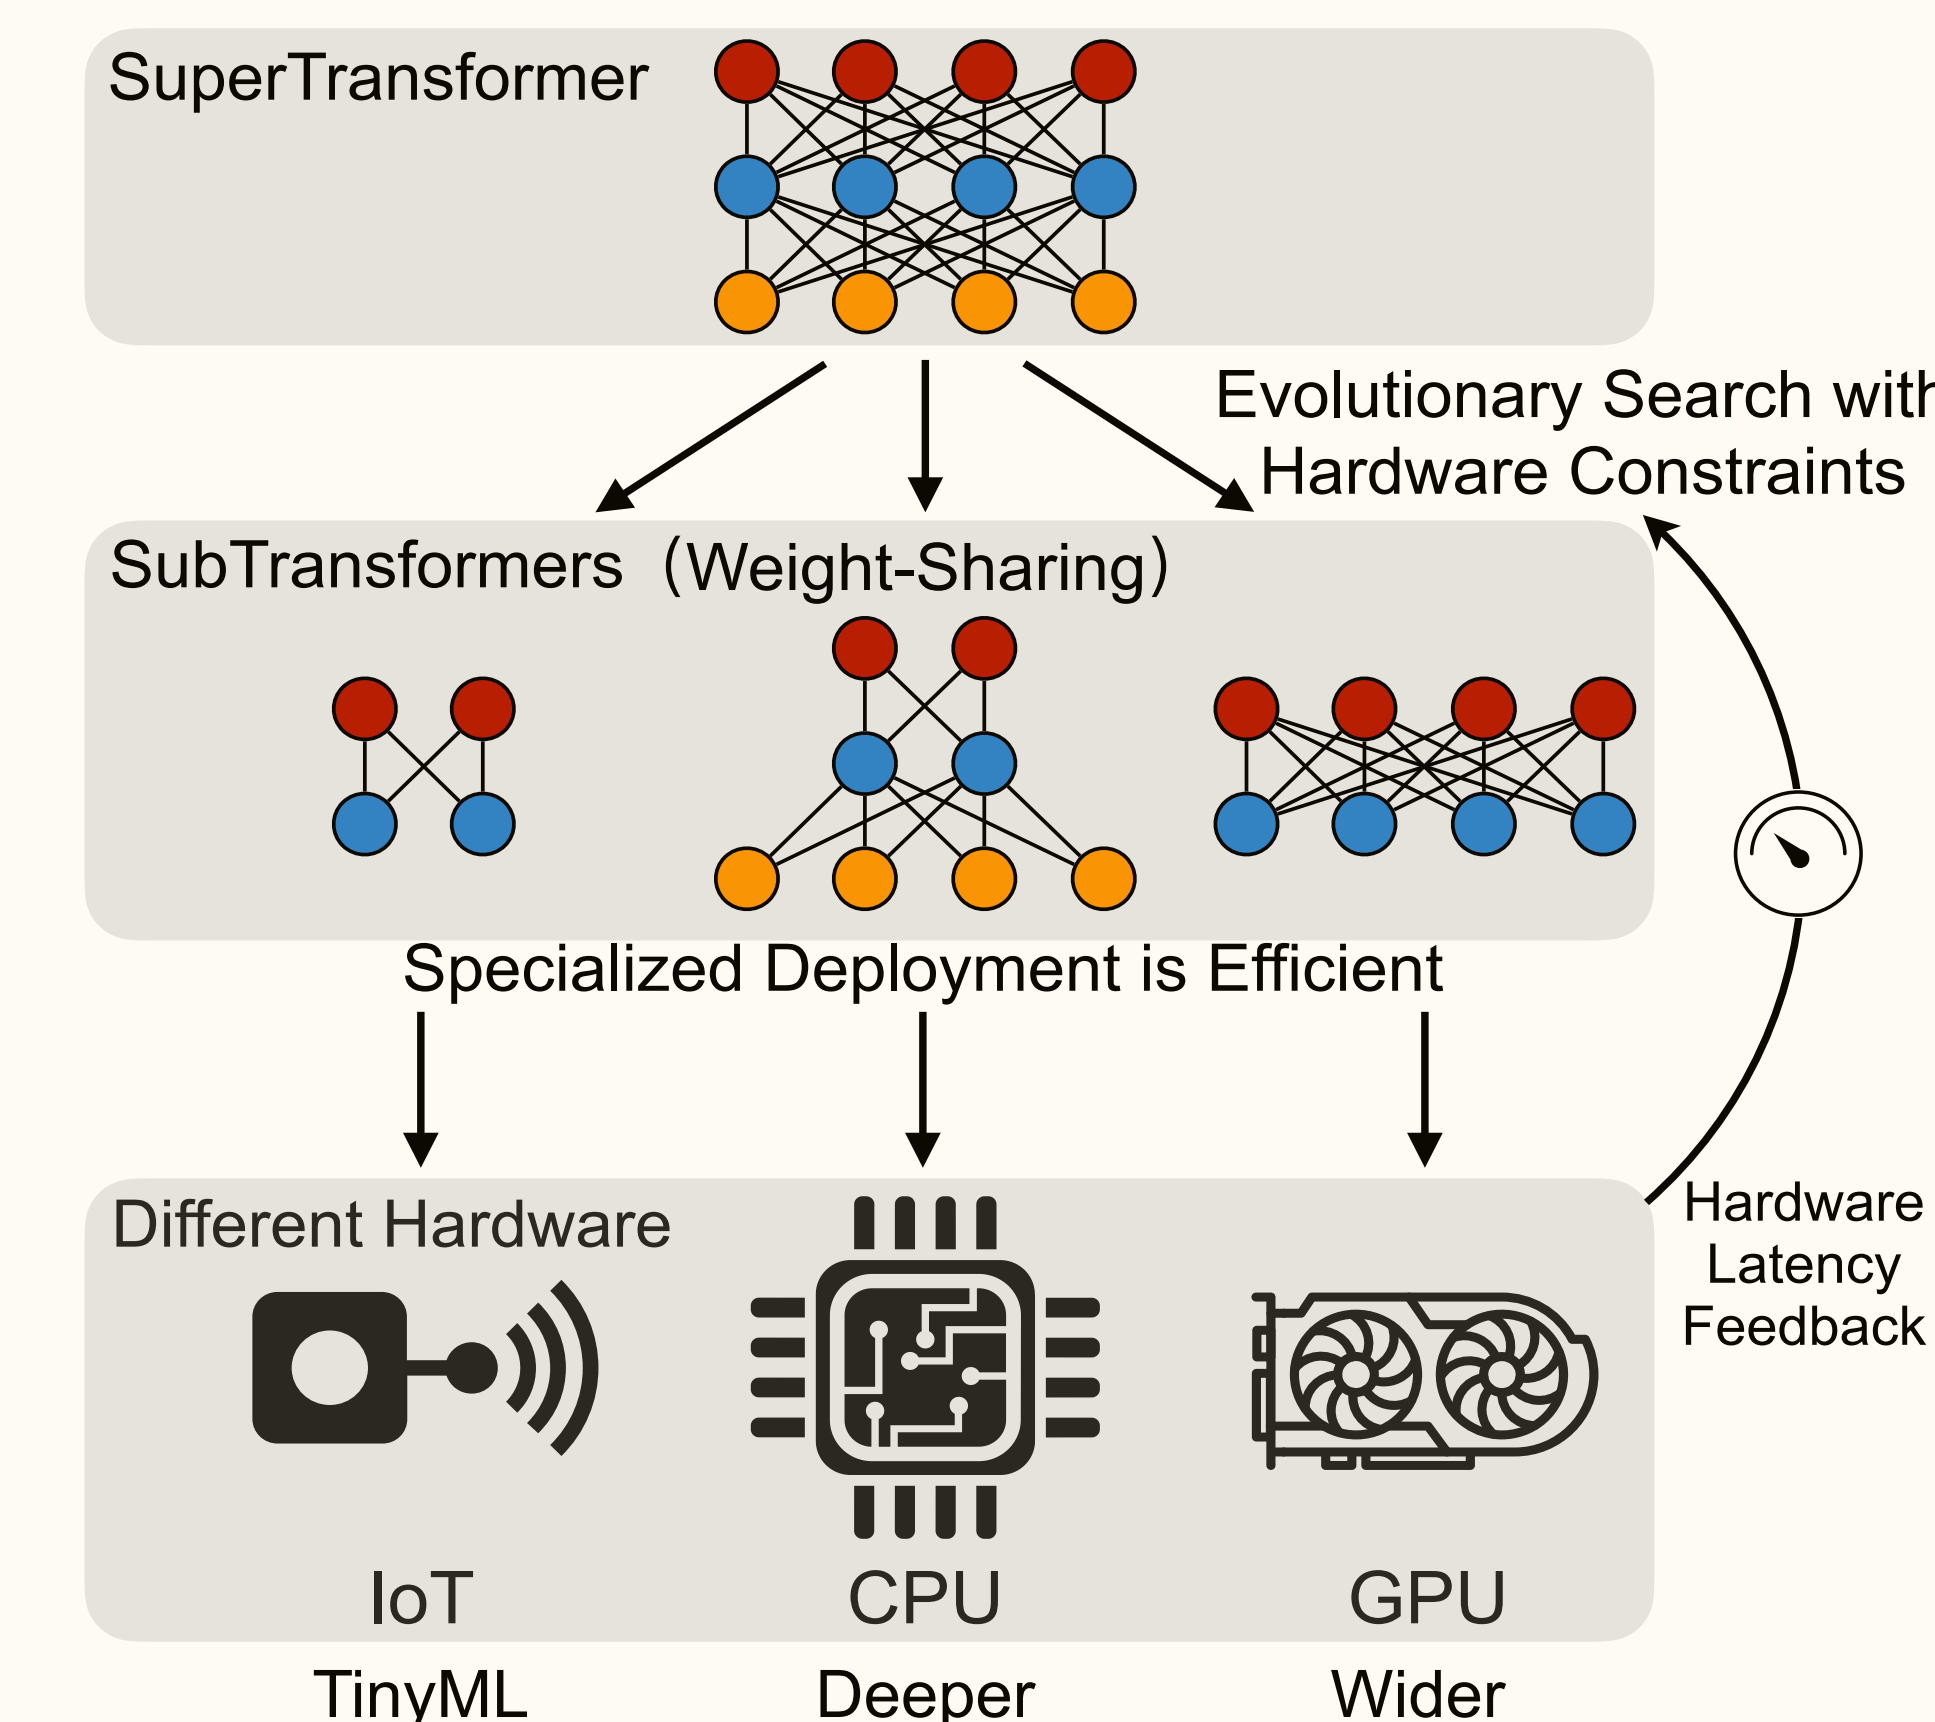 SuperTransformer
Evolutionary Search with
Hardware Constraints
SubTransformers (Weight-Sharing)
Specialized Deployment is Efficient
Different Hardware
Hardware
Latency
Feedback
IoT
CPU
GPU
TinyML
Deeper
Wider